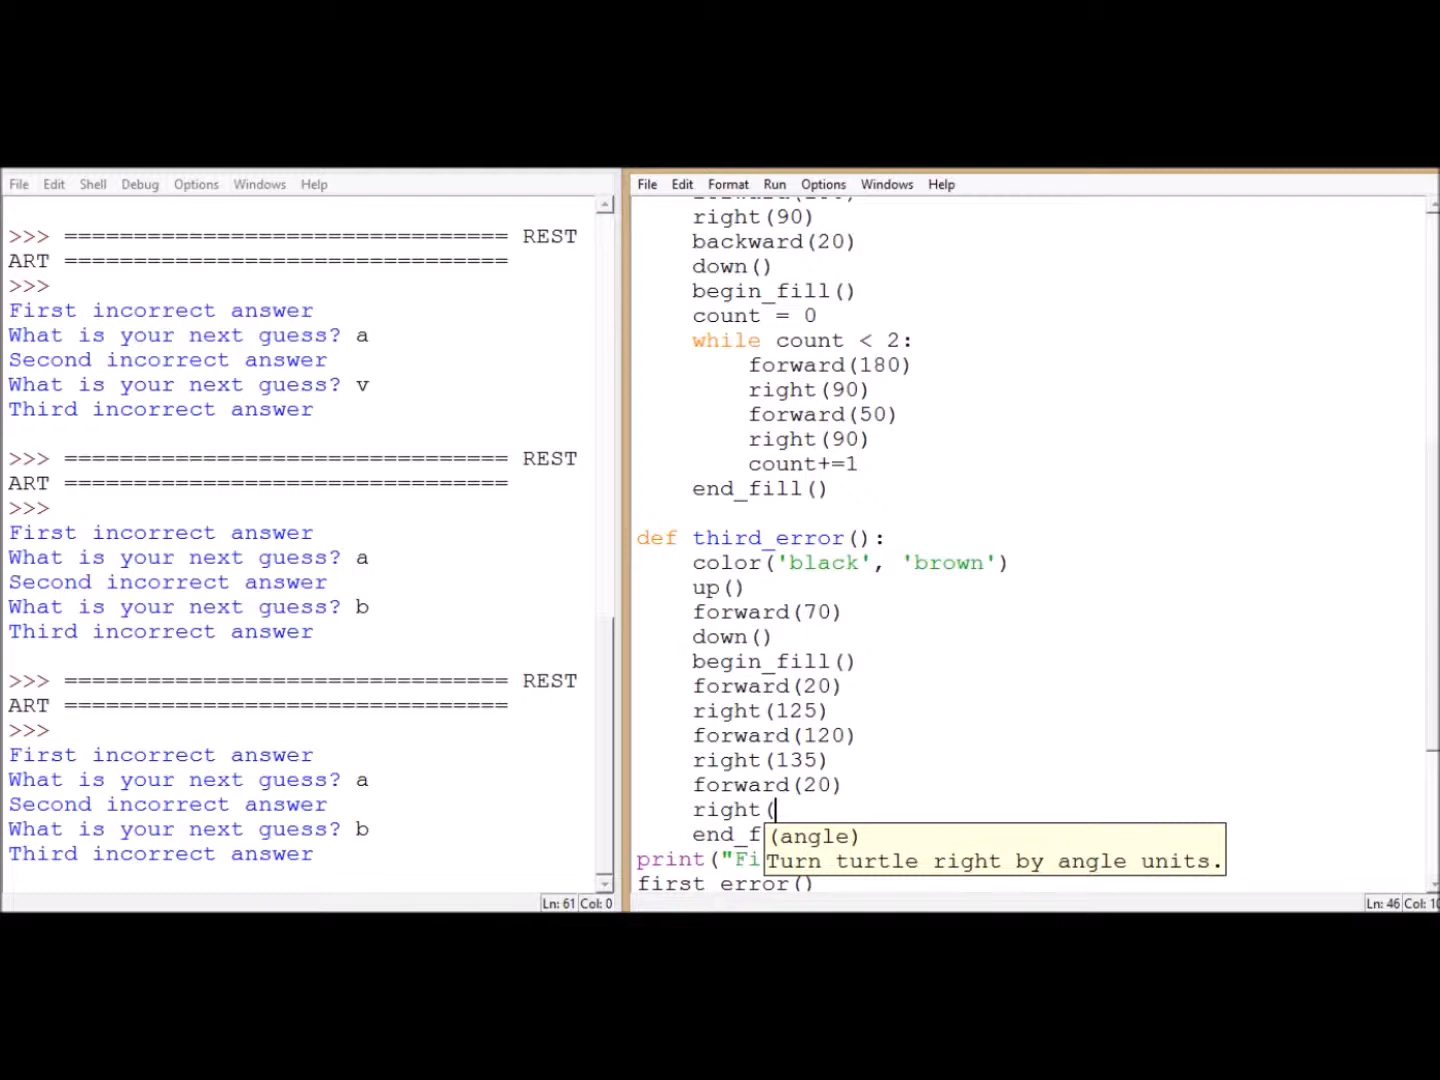 File Edit Shell Debug Options Windows Help
>>> ================================ REST
ART ================================
>>>
First incorrect answer
What is your next guess? a
Second incorrect answer
What is your next guess? v
Third incorrect answer
>>> ================================ REST
ART ================================
>>>
First incorrect answer
What is your next guess? a
Second incorrect answer
What is your next guess? b
Third incorrect answer
>>> ================================ REST
ART ================================
>>>
First incorrect answer
What is your next guess? a
Second incorrect answer
What is your next guess? b
Third incorrect answer
Ln: 61 Col: 0
File Edit Format Run Options Windows Help
right(90)
backward(20)
down()
begin_fill()
count = 0
while count < 2:
forward(180)
right(90)
forward(50)
right(90)
count+=1
end_fill()
def third_error():
color('black', 'brown')
up()
forward(70)
down()
begin_fill()
forward(20)
right(125)
forward(120)
right(135)
forward(20)
right(
end_f
(angle)
print("Fi
Turn turtle right by angle units.
first_error()
Ln: 46 Col: 10